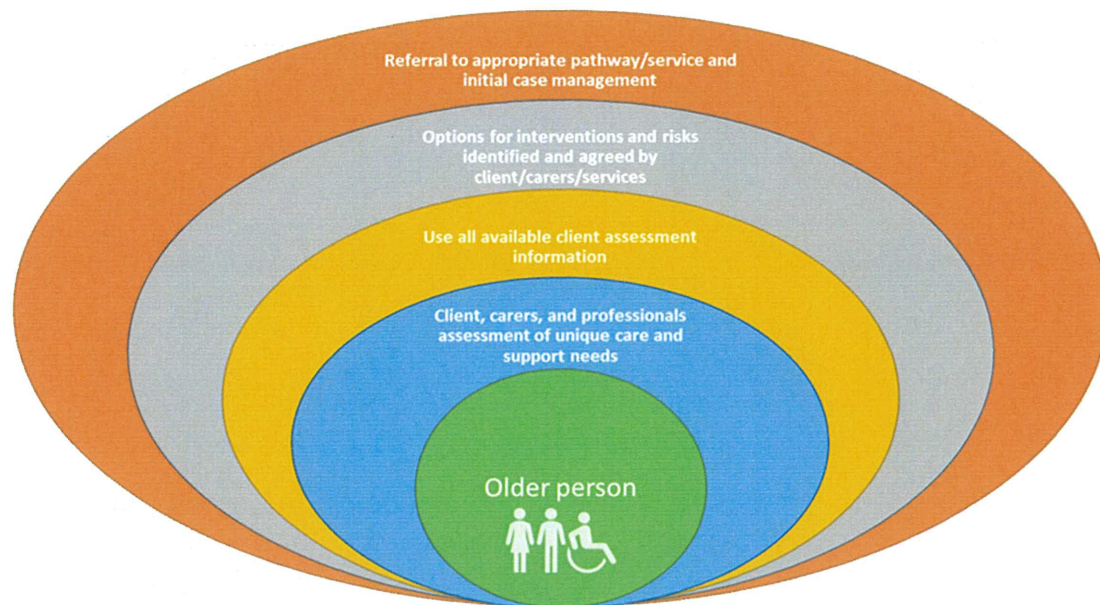 Referral to appropriate pathway/service and
initial case management
Options for interventions and risks
identified and agreed by
client/carers/services
Use all available client assessment
information
Client, carers, and professionals
assessment of unique care and
support needs
Older person